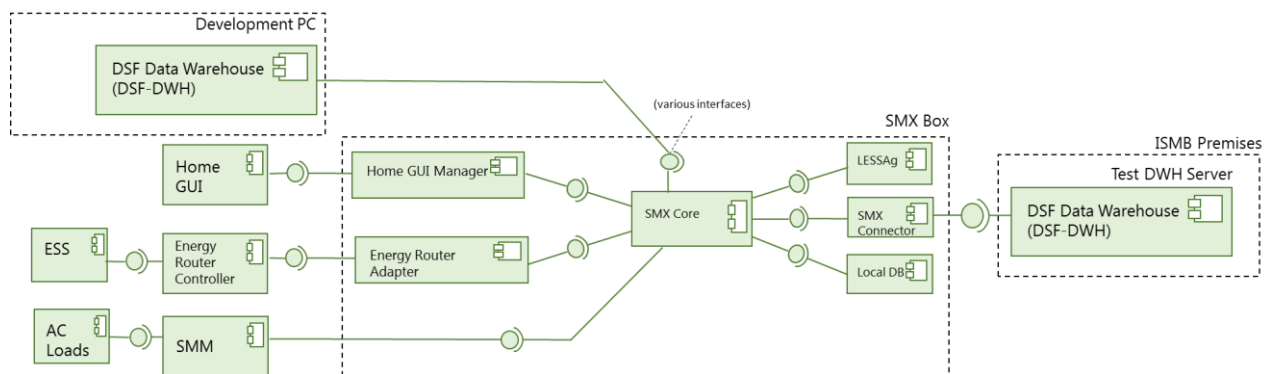 Development PC
DSF Data Warehouse
(DSF-DWH)
(various interfaces)
SMX Box
ISMB Premises
Test DWH Server
Home
GUI
Home GUI Manager
LESSAg
SMX Core
SMX
Connector
DSF Data Warehouse
(DSF-DWH)
ESS
Energy
Router
Controller
Energy Router
Adapter
Local DB
AC
Loads
SMM